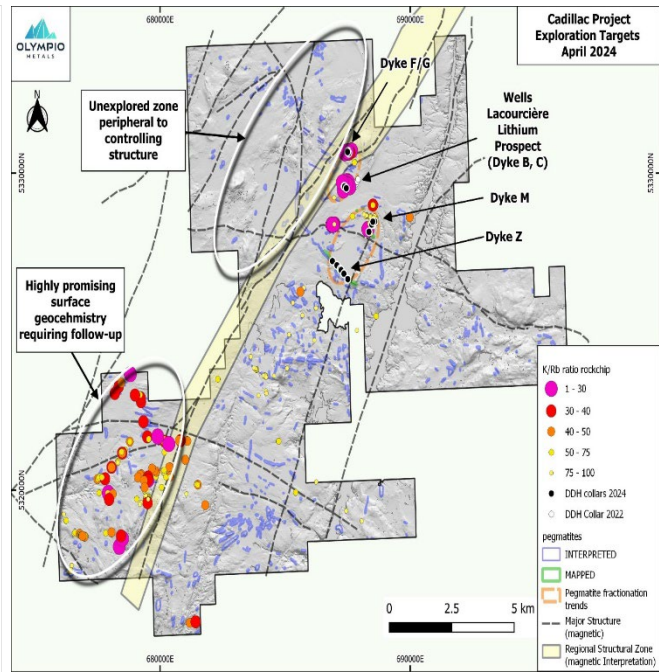 680000E
690000E
OLYMPIO
METALS
Cadillac Project
Exploration Targets
April 2024
Dyke F/G
Unexplored zone
peripheral to
controlling
structure
Wells
Lacourcière
Lithium
Prospect
(Dyke B, C)
5330000N
5330000N
Dyke M
Dyke Z
Highly promising
surface
geocehmistry
requiring follow-up
K/Rb ratio rockchip
1 - 30
30 - 40
40 - 50
50 - 75
75 - 100
DDH collars 2024
DDH Collar 2022
pegmatites
INTERPRETED
MAPPED
Pegmatite fractionation
trends
Major Structure
(magnetic)
Regional Structural Zone
(magnetic Interpretation)
5320000N
5320000N
0 2.5 5 km
680000E
690000E